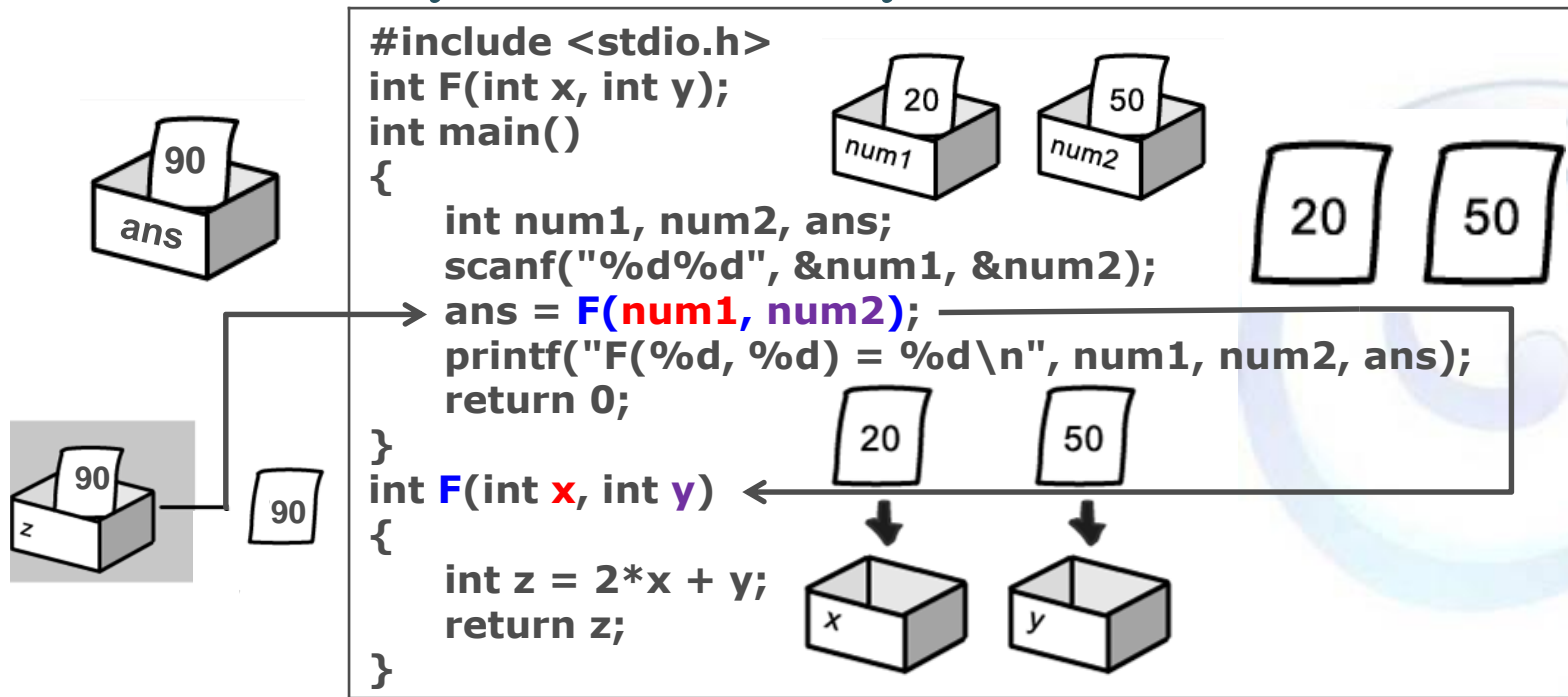 #include <stdio.h>
int F(int x, int y);
int main()
{
int num1, num2, ans;
scanf("%d%d", &num1, &num2);
ans = F(num1, num2);
printf("F(%d, %d) = %d\n", num1, num2, ans);
return 0;
}
int F(int x, int y)
{
int z = 2*x + y;
return z;
}
20
num1
50
num2
20 50
90
ans
20
50
x
y
90
z
90